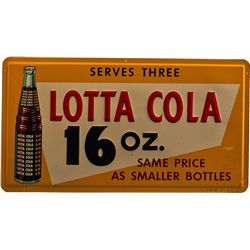 SERVES THREE
LOTTA COLA
16 OZ.
SAME PRICE
AS SMALLER BOTTLES